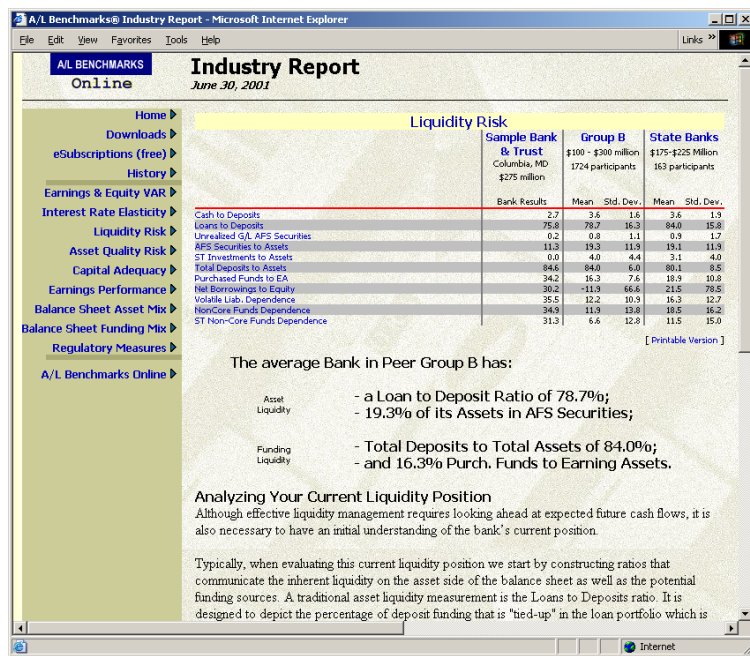 A/L Benchmarks® Industry Report - Microsoft Internet Explorer
File Edit View Favorites Tools Help Links »
A/L BENCHMARKS
Online
Industry Report
June 30, 2001
Home
Downloads
eSubscriptions (free)
History
Earnings & Equity VAR
Interest Rate Elasticity
Liquidity Risk
Asset Quality Risk
Capital Adequacy
Earnings Performance
Balance Sheet Asset Mix
Balance Sheet Funding Mix
Regulatory Measures
A/L Benchmarks Online
Liquidity Risk
Sample Bank & Trust Columbia, MD $275 million
Group B $100 - $300 million 1724 participants
State Banks $175-$225 Million 163 participants
Bank Results Mean Std. Dev. Mean Std. Dev.
Cash to Deposits 2.7 3.6 1.6 3.6 1.9
Loans to Deposits 75.8 78.7 16.3 84.0 15.8
Unrealized G/L AFS Securities 0.2 0.8 1.1 0.9 1.7
AFS Securities to Assets 11.3 19.3 11.9 19.1 11.9
ST Investments to Assets 0.0 4.0 4.4 3.1 4.0
Total Deposits to Assets 84.6 84.0 6.0 80.1 8.5
Purchased Funds to EA 34.2 16.3 7.6 18.9 10.8
Net Borrowings to Equity 30.2 -11.9 66.6 21.5 78.5
Volatile Liab. Dependence 35.5 12.2 10.9 16.3 12.7
NonCore Funds Dependence 34.9 11.9 13.8 18.5 16.2
ST Non-Core Funds Dependence 31.3 6.6 12.8 11.5 15.0
[ Printable Version ]
The average Bank in Peer Group B has:
Asset Liquidity
- a Loan to Deposit Ratio of 78.7%;
- 19.3% of its Assets in AFS Securities;
Funding Liquidity
- Total Deposits to Total Assets of 84.0%;
- and 16.3% Purch. Funds to Earning Assets.
Analyzing Your Current Liquidity Position
Although effective liquidity management requires looking ahead at expected future cash flows, it is
also necessary to have an initial understanding of the bank's current position.
Typically, when evaluating this current liquidity position we start by constructing ratios that
communicate the inherent liquidity on the asset side of the balance sheet as well as the potential
funding sources. A traditional asset liquidity measurement is the Loans to Deposits ratio. It is
designed to depict the percentage of deposit funding that is "tied-up" in the loan portfolio which is
Internet